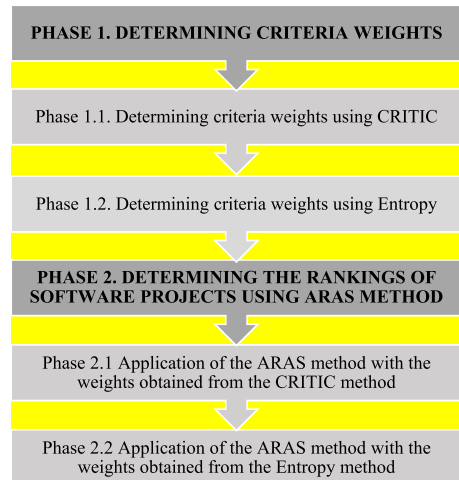 PHASE 1. DETERMINING CRITERIA WEIGHTS
Phase 1.1. Determining criteria weights using CRITIC
Phase 1.2. Determining criteria weights using Entropy
PHASE 2. DETERMINING THE RANKINGS OF
SOFTWARE PROJECTS USING ARAS METHOD
Phase 2.1 Application of the ARAS method with the
weights obtained from the CRITIC method
Phase 2.2 Application of the ARAS method with the
weights obtained from the Entropy method